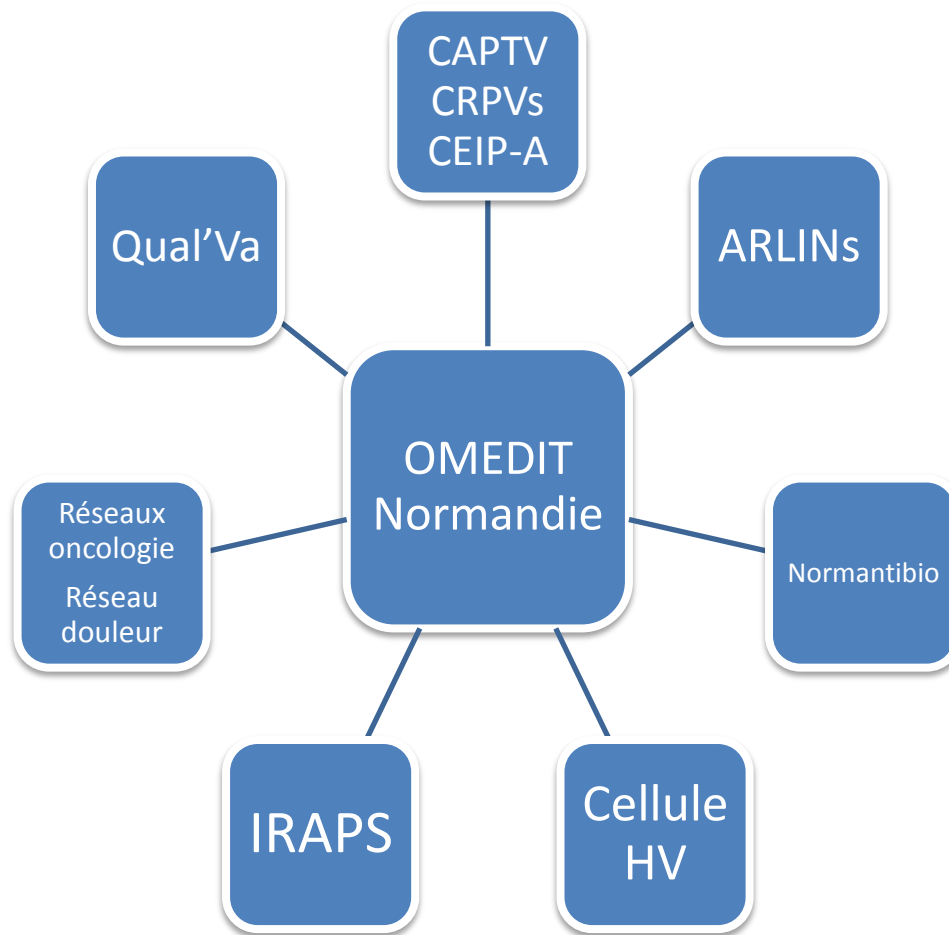 CAPTV
CRPVs
CEIP-A
Qual'Va
ARLINs
OMEDIT
Normandie
Réseaux
oncologie
Réseau
douleur
Normantibio
IRAPS
Cellule
HV